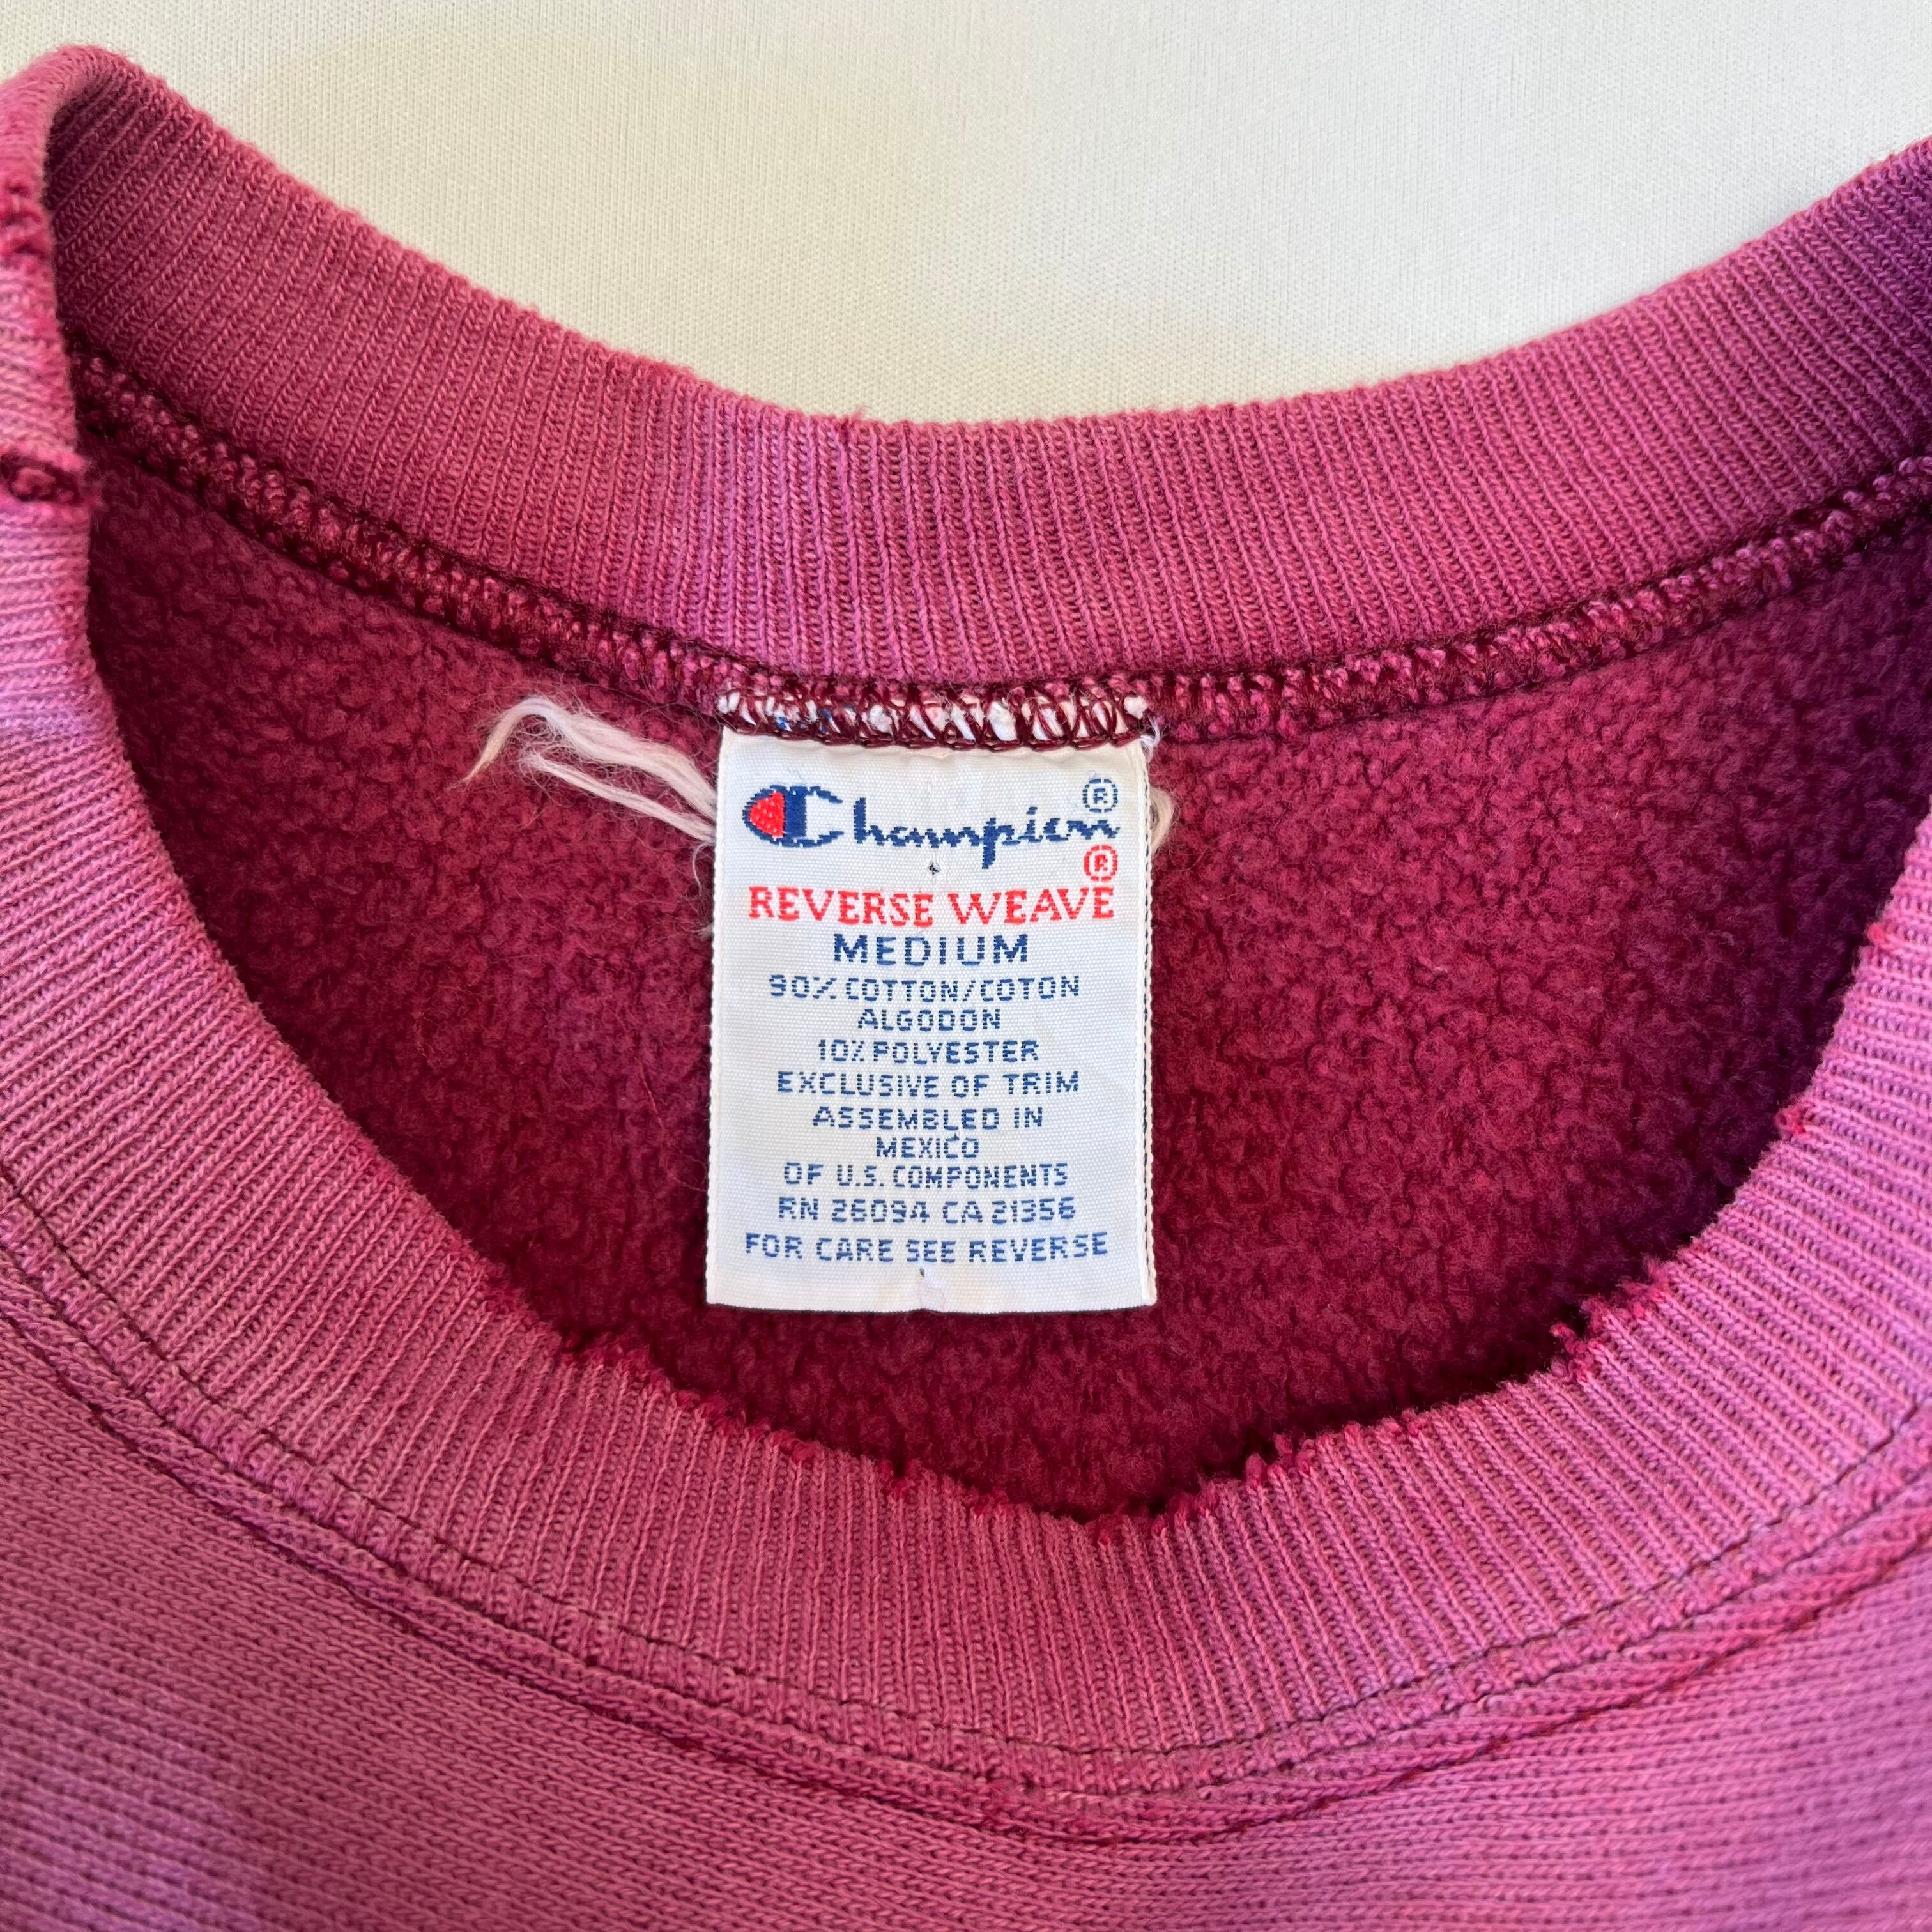 Champion®
REVERSE WEAVE®
MEDIUM
90% COTTON/COTON
ALGODON
10% POLYESTER
EXCLUSIVE OF TRIM
ASSEMBLED IN
MEXICO
OF U.S. COMPONENTS
RN 26094 CA 21356
FOR CARE SEE REVERSE